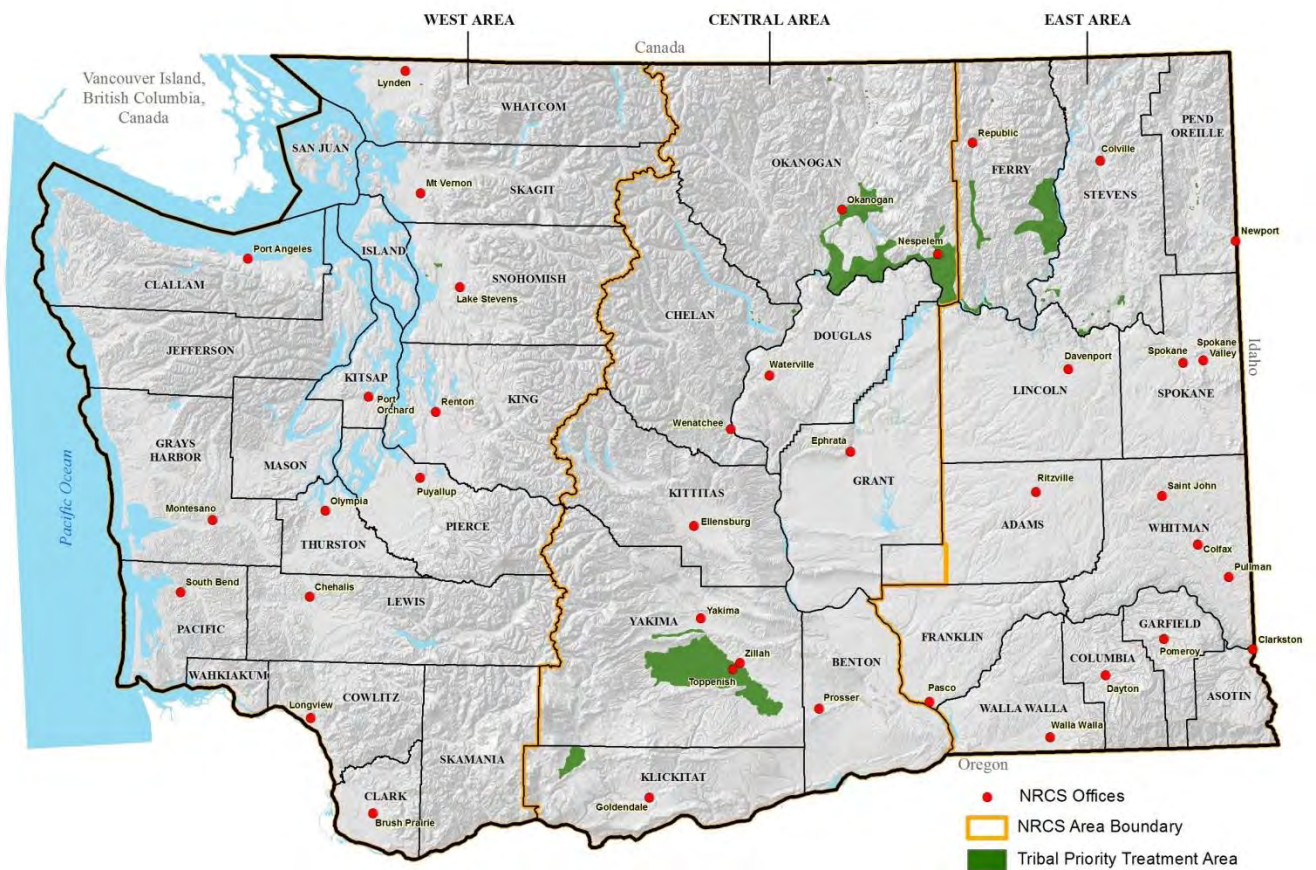 WEST AREA
CENTRAL AREA
EAST AREA
Canada
Vancouver Island,
British Columbia,
Canada
Lynden
WHATCOM
SAN JUAN
Mt Vernon
SKAGIT
ISLAND
Port Angeles
CLALLAM
SNOHOMISH
Lake Stevens
JEFFERSON
KITSAP
Port
Orchard
Renton
KING
GRAYS
HARBOR
MASON
Olympia
Puyallup
PIERCE
Montesano
THURSTON
Pacific Ocean
South Bend
PACIFIC
Chehalis
LEWIS
WAHKIAKUM
COWLITZ
Longview
SKAMANIA
CLARK
Brush Prairie
OKANOGAN
Okanogan
Nespelem
CHELAN
DOUGLAS
Waterville
Wenatchee
Ephrata
GRANT
KITTITAS
Ellensburg
YAKIMA
Yakima
Zillah
Toppenish
BENTON
Prosser
KLICKITAT
Goldendale
Republic
FERRY
Colville
STEVENS
PEND
OREILLE
Newport
Davenport
LINCOLN
Spokane
Spokane
Valley
SPOKANE
Idaho
Ritzville
ADAMS
Saint John
WHITMAN
Colfax
Pullman
FRANKLIN
GARFIELD
Pomeroy
Clarkston
COLUMBIA
Dayton
ASOTIN
Pasco
WALLA WALLA
Walla Walla
Oregon
NRCS Offices
NRCS Area Boundary
Tribal Priority Treatment Area